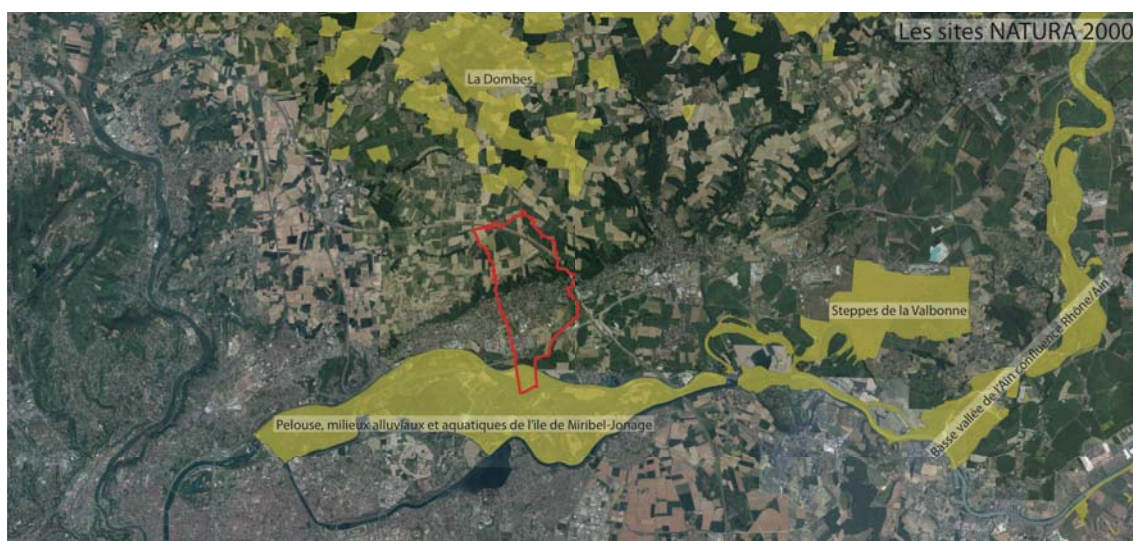 Les sites NATURA 2000
La Dombes
Steppes de la Valbonne
Basse vallée de l'Ain confluence Rhône/Ain
Pelouse, milieux alluviaux et aquatiques de l'île de Miribel-Jonage